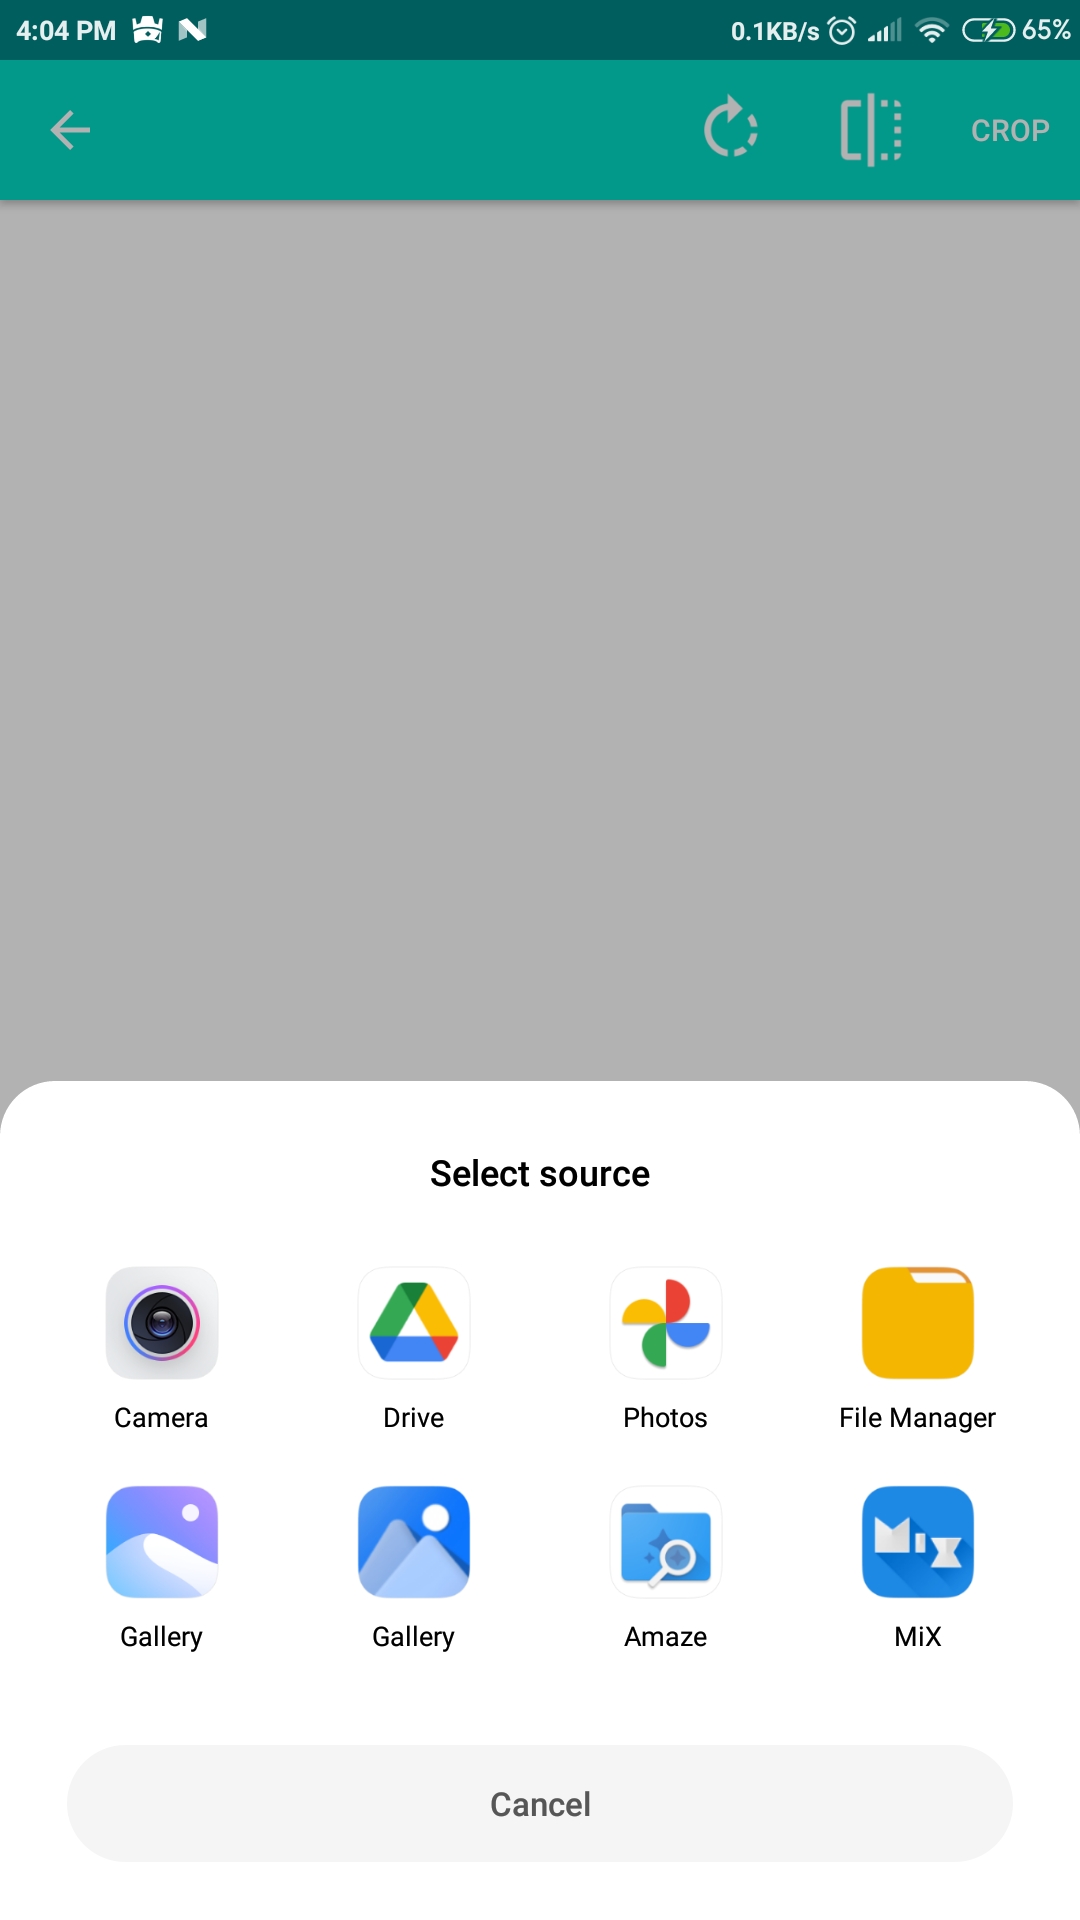 4:04 PM 0.1KB/s 65%
CROP
Select source
Camera Drive Photos File Manager
MiX
Gallery Gallery Amaze MiX
Cancel